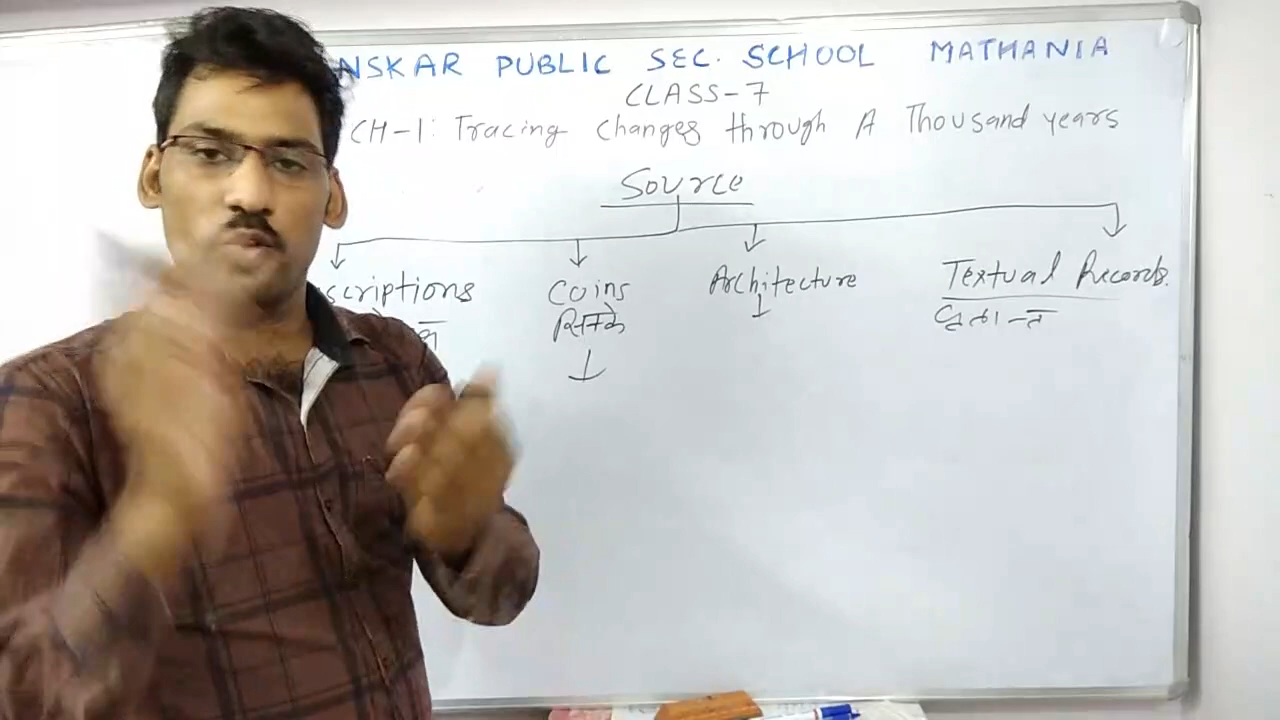 NSKAR PUBLIC SEC. SCHOOL MATHANIA
CLASS-7
CH-1: Tracing changes through A Thousand years
Source
scriptions Coins Architecture Textual Records.
सिक्के